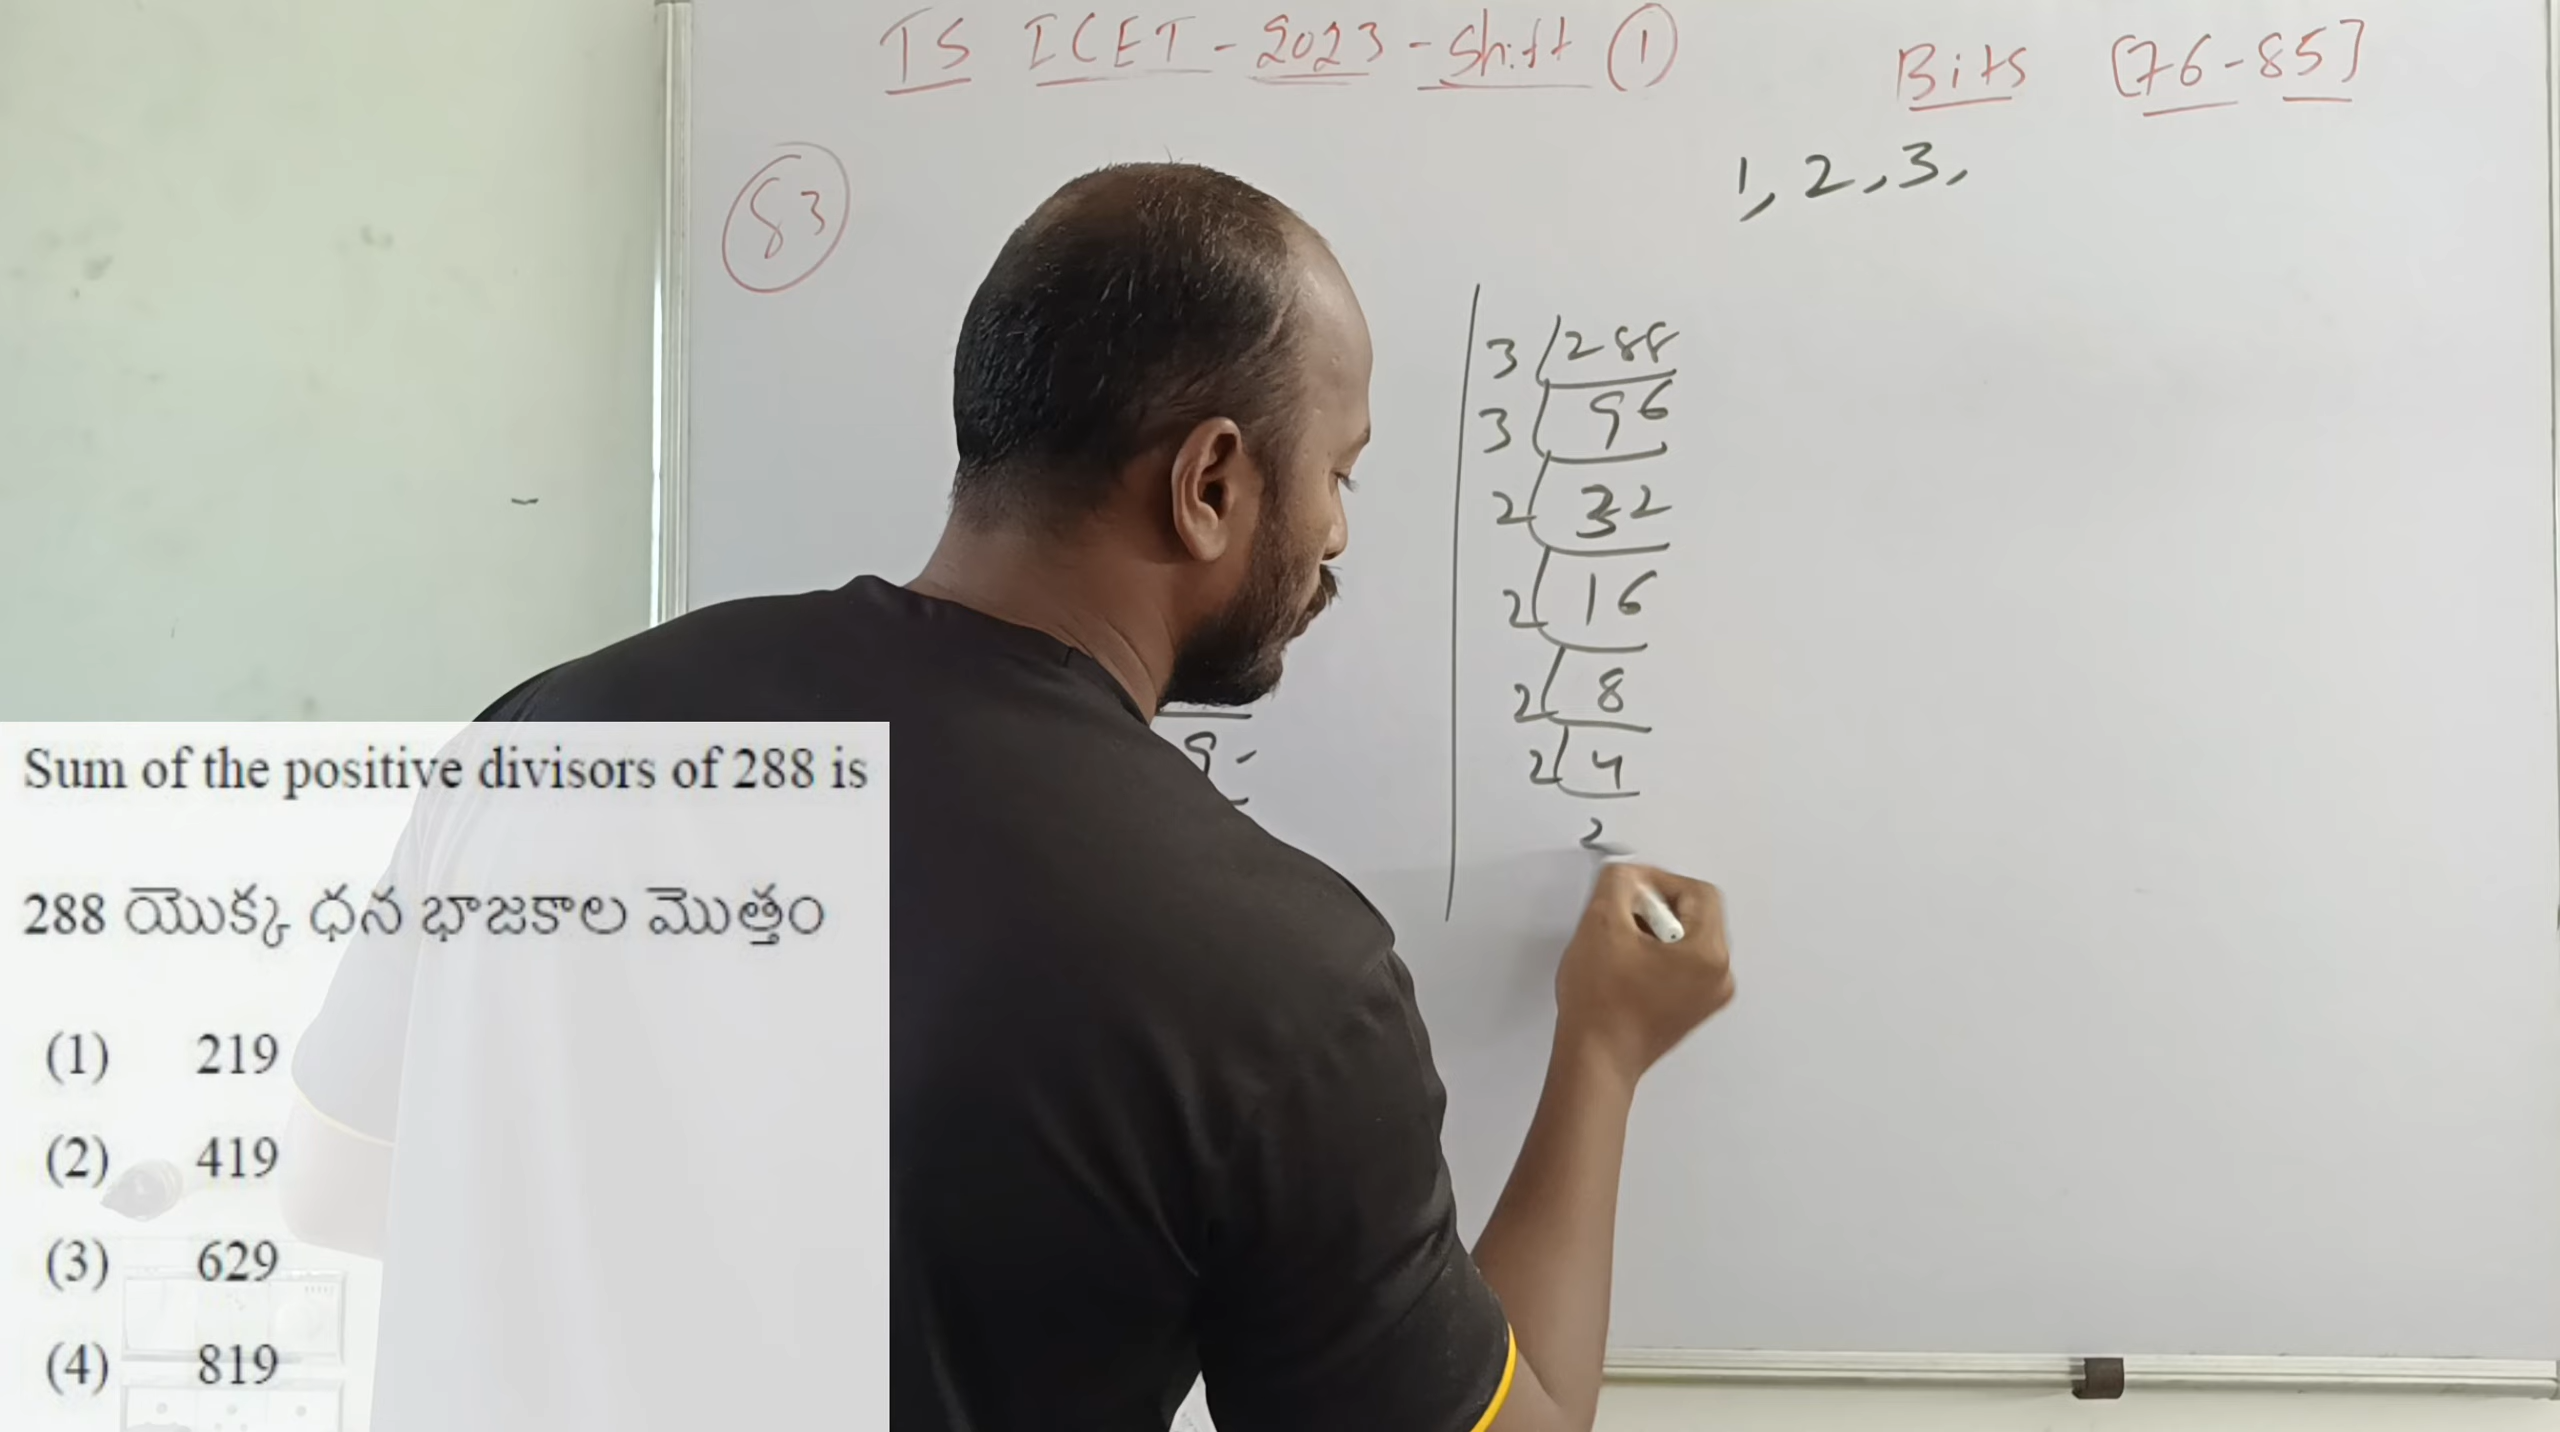 TS ICET - 2023 - Shift ①
Bits [76-85]
83
1, 2, 3,
3 288
3 96
2 32
2 16
2 8
2 4
2
9 -
Sum of the positive divisors of 288 is
288 యొక్క ధన భాజకాల మొత్తం
(1) 219
(2) 419
(3) 629
(4) 819